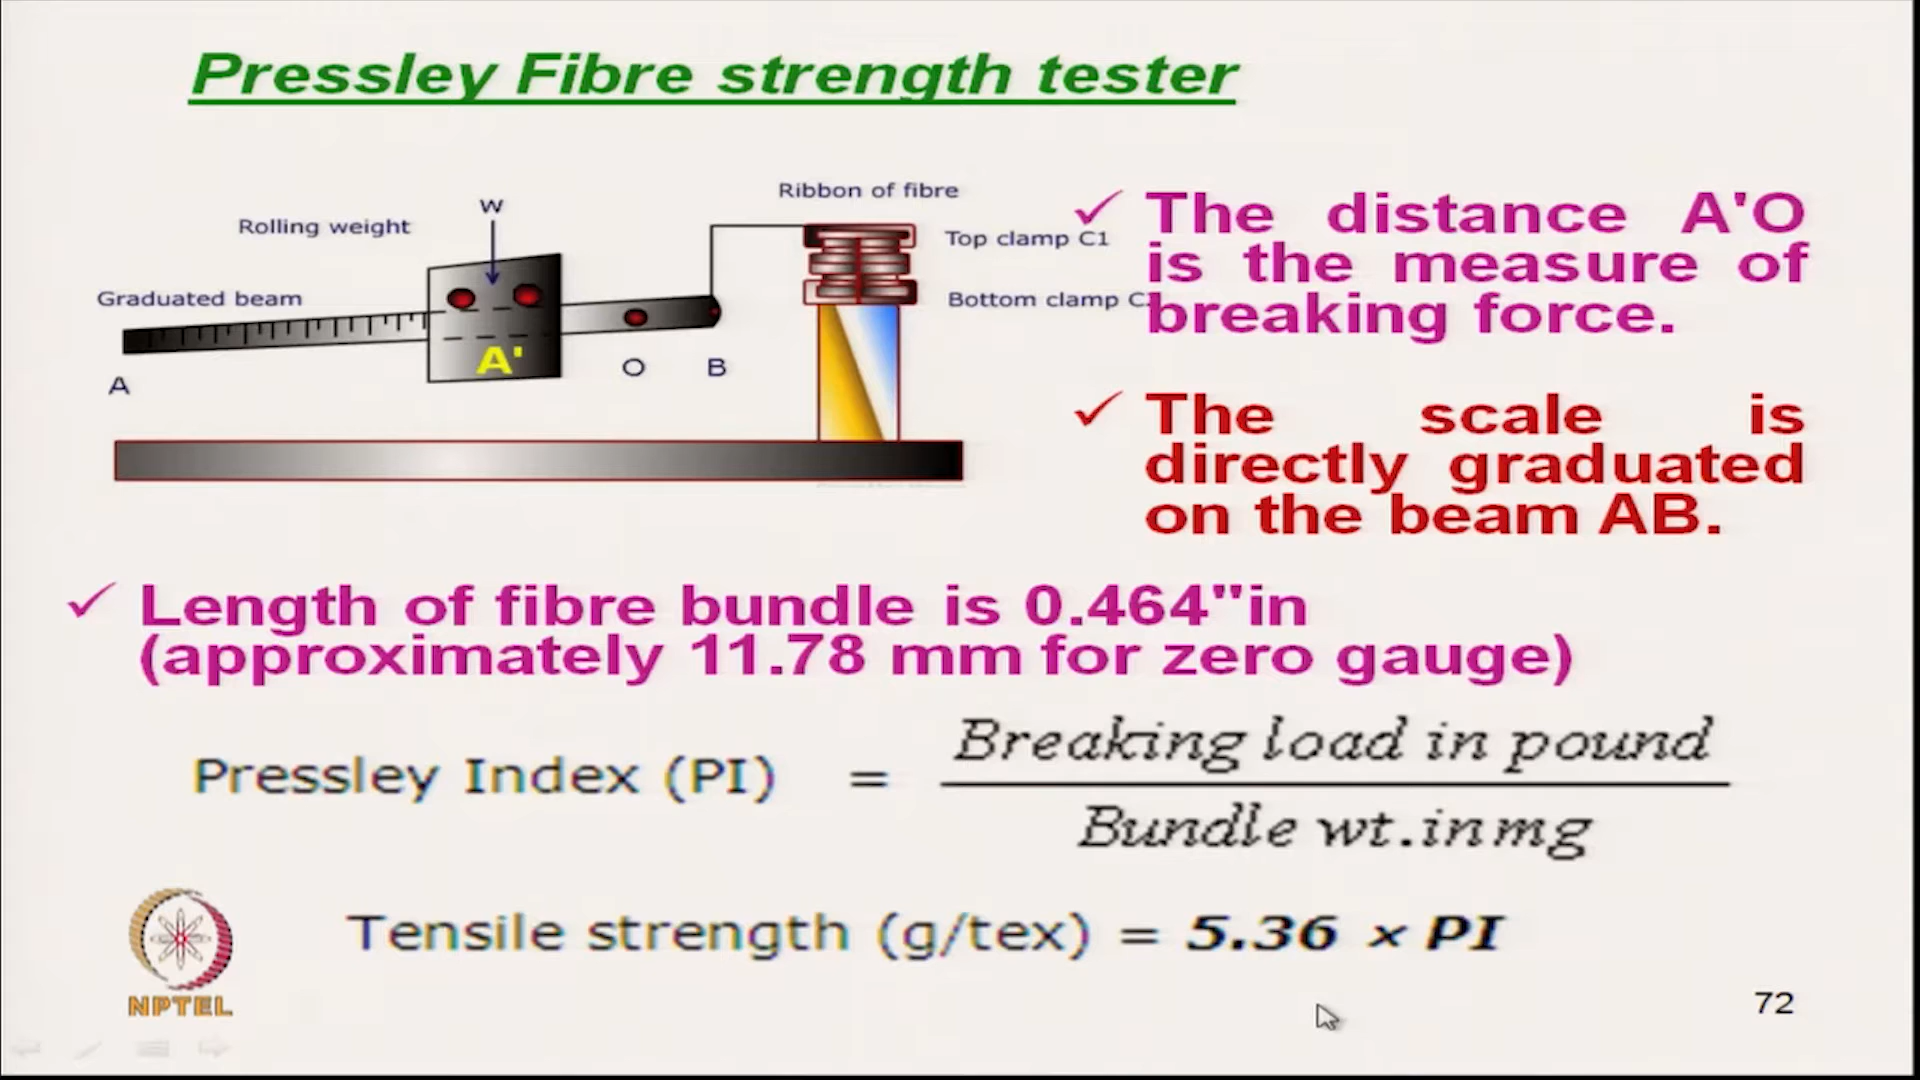 Pressley Fibre strength tester
Ribbon of fibre
W
Rolling weight
Top clamp C1
Graduated beam
Bottom clamp C
A'
O
B
A
✓ The distance A'O
is the measure of
breaking force.
✓ The scale is
directly graduated
on the beam AB.
✓ Length of fibre bundle is 0.464"in
(approximately 11.78 mm for zero gauge)
Pressley Index (PI) = Breaking load in pound
Bundle wt.in mg
Tensile strength (g/tex) = 5.36 × PI
NPTEL
72